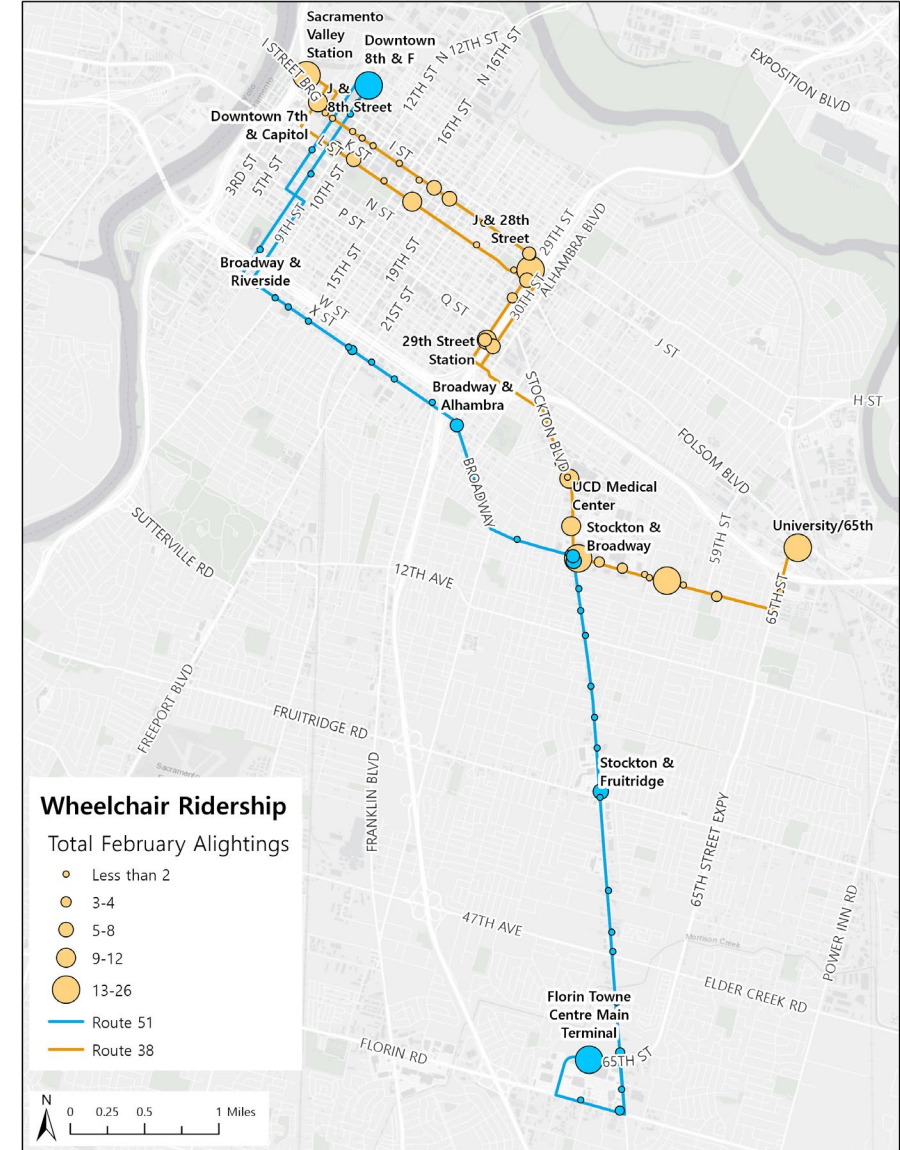 Sacramento
Valley
Station
Downtown
8th & F
I STREET BRG
12TH ST
N 12TH ST
N 16TH ST
EXPOSITION BLVD
J &
8th Street
Downtown 7th
& Capitol
16TH ST
I ST
L ST
K ST
3RD ST
5TH ST
10TH ST
9TH ST
N ST
P ST
J & 28th
Street
29TH ST
ALHAMBRA BLVD
15TH ST
19TH ST
Broadway &
Riverside
30TH ST
21ST ST
Q ST
W ST
X ST
29th Street
Station
J ST
H ST
Broadway &
Alhambra
STOCKTON BLVD
FOLSOM BLVD
BROADWAY
UCD Medical
Center
Stockton &
Broadway
59TH ST
University/65th
SUTTERVILLE RD
12TH AVE
65TH ST
FREEPORT BLVD
FRUITRIDGE RD
Sacramento
FRANKLIN BLVD
Stockton &
Fruitridge
65TH STREET EXPY
Wheelchair Ridership
Total February Alightings
Less than 2
3-4
5-8
9-12
13-26
Route 51
Route 38
47TH AVE
Morrison Creek
POWER INN RD
ELDER CREEK RD
Florin Towne
Centre Main
Terminal
FLORIN RD
65TH ST
N
0 0.25 0.5 1 Miles